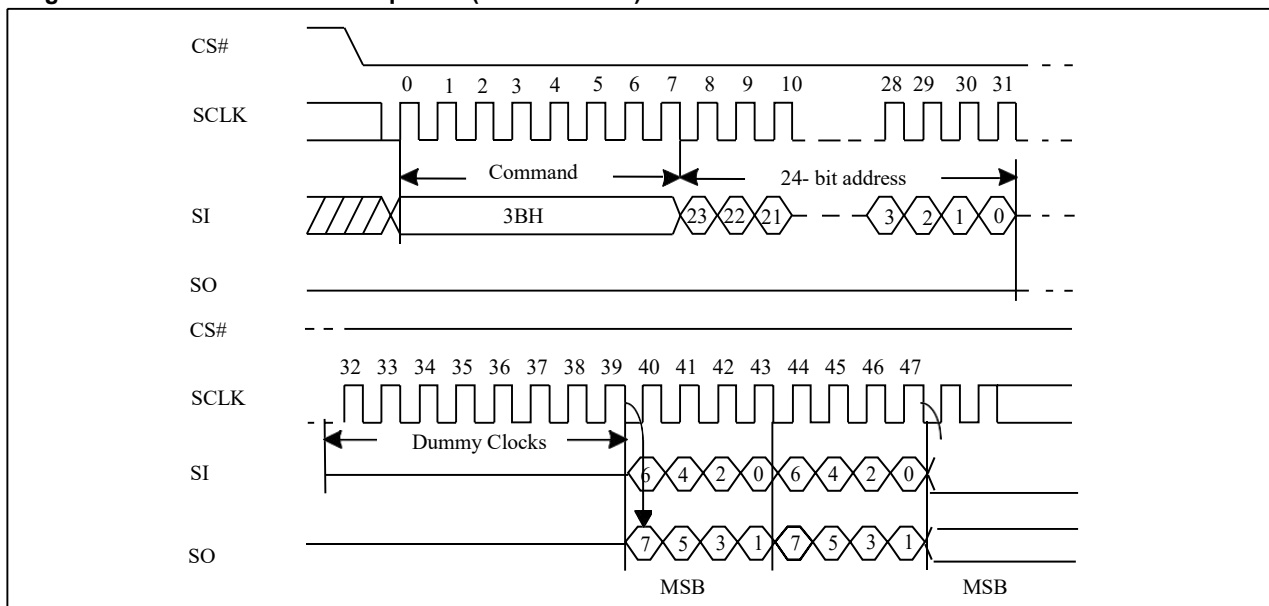 CS#
0 1 2 3 4 5 6 7 8 9 10 28 29 30 31
SCLK
Command 24- bit address
SI 3BH 23 22 21 3 2 1 0
SO
CS#
32 33 34 35 36 37 38 39 40 41 42 43 44 45 46 47
SCLK
Dummy Clocks
SI 6 4 2 0 6 4 2 0
SO 7 5 3 1 7 5 3 1
MSB MSB